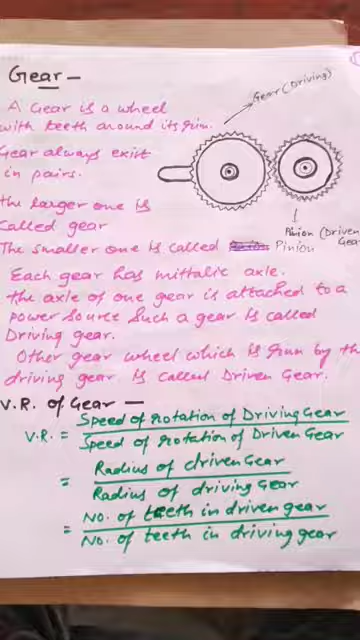 Gear —
Gear (Driving)
A Gear is a wheel
with teeth around its rim.
Gear always exist
in pairs.
the larger one is
called gear
The smaller one is called Pinion
Pinion (Driven
Gear
Each gear has mittalic axle.
the axle of one gear is attached to a
power source such a gear is called
Driving gear.
Other gear wheel which is run by the
driving gear is called Driven Gear.
V.R. of Gear —
V.R. = Speed of rotation of Driving Gear
Speed of rotation of Driven Gear
= Radius of driven Gear
Radius of driving Gear
= No. of teeth in driven gear
No. of teeth in driving gear